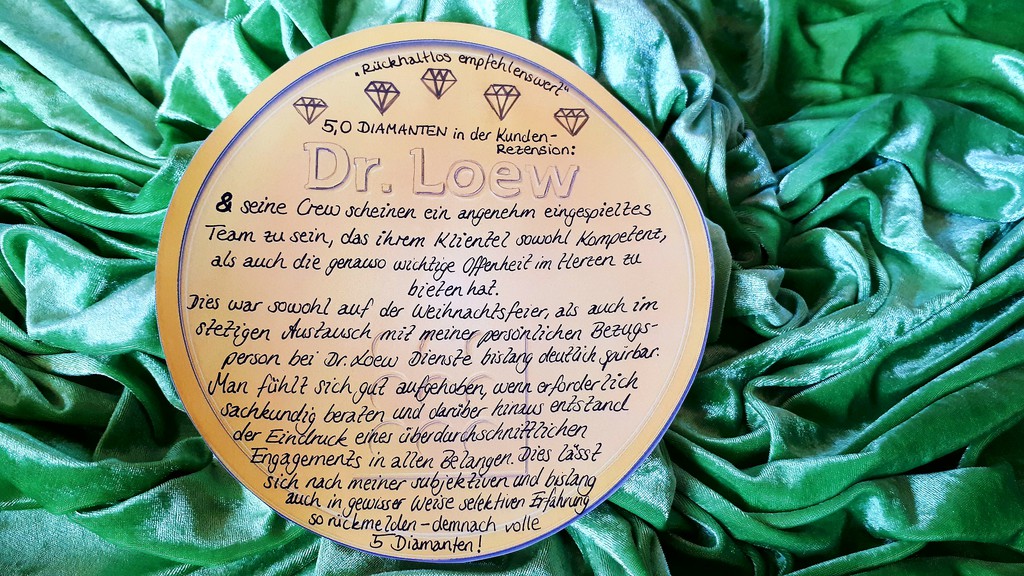 „Rückhaltlos empfehlenswert“
5,0 DIAMANTEN in der Kunden-
Rezension:
Dr. Loew
& seine Crew scheinen ein angenehm eingespieltes
Team zu sein, das ihrem Klientel sowohl Kompetenz,
als auch die genauso wichtige Offenheit im Herzen zu
bieten hat.
Dies war sowohl auf der Weihnachtsfeier, als auch im
stetigen Austausch mit meiner persönlichen Bezugs-
person bei Dr. Loew Dienste bislang deutlich spürbar.
Man fühlt sich gut aufgehoben, wenn erforderlich
sachkundig beraten und darüber hinaus entstand
der Eindruck eines überdurchschnittlichen
Engagements in allen Belangen. Dies lässt
sich nach meiner subjektiven und bislang
auch in gewisser Weise selektiven Erfahrung
so rückmelden – demnach volle
5 Diamanten!